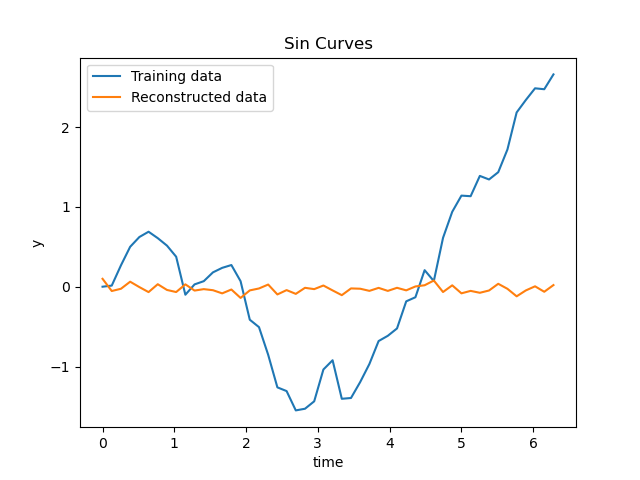 Sin Curves
Training data
Reconstructed data
y
2
1
0
−1
0 1 2 3 4 5 6
time